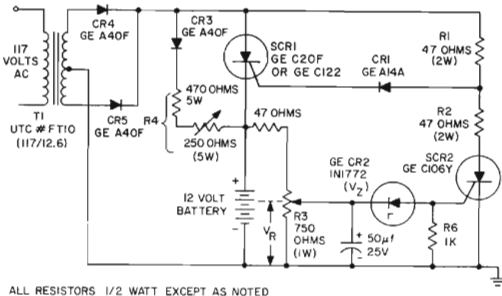 CR4
GE A40F
CR3
GE A40F
SCR1
GE C20F
OR GE C122
R1
47 OHMS
(2W)
117
VOLTS
AC
CR1
GE A14A
T1
UTC #FT10
(117/12.6)
CR5
GE A40F
R4
470 OHMS
5W
250 OHMS
(5W)
47 OHMS
R2
47 OHMS
(2W)
GE CR2
IN1772
(VZ)
SCR2
GE C106Y
+
12 VOLT
BATTERY
-
VR
R3
750
OHMS
(1W)
+
50μf
25V
-
r
R6
1K
ALL RESISTORS 1/2 WATT EXCEPT AS NOTED